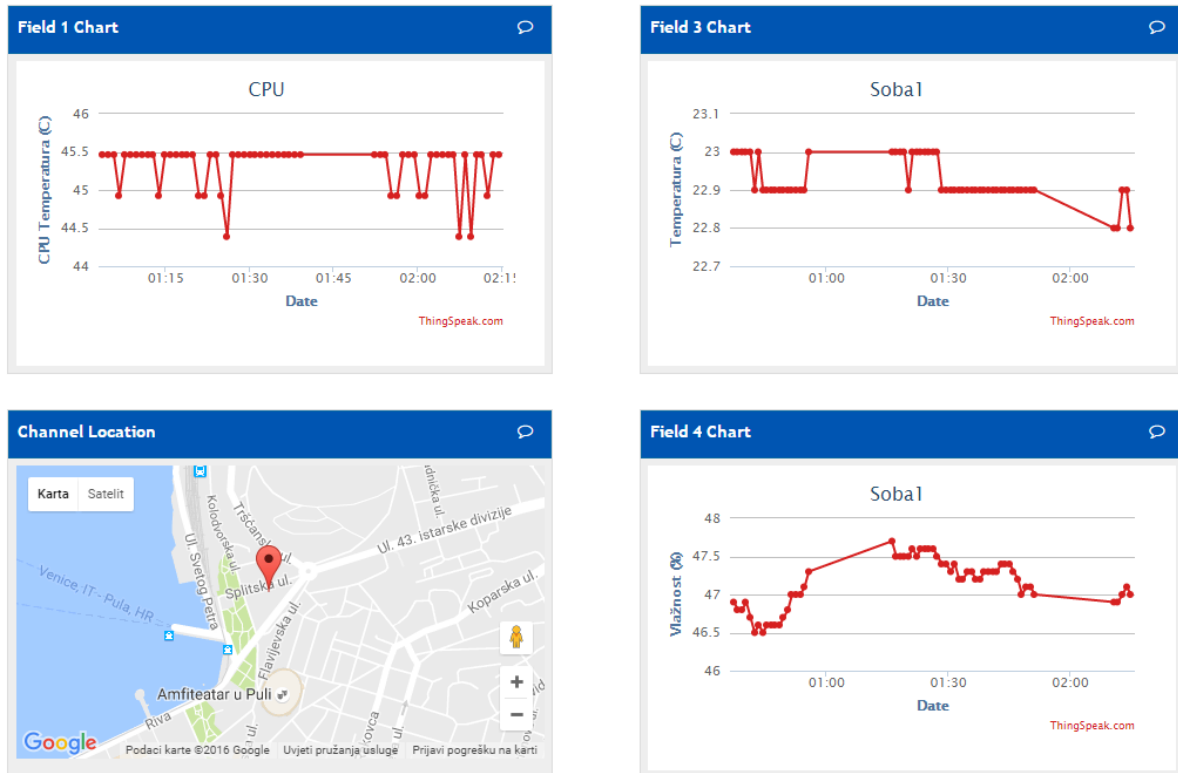 Field 1 Chart
CPU
CPU Temperatura (C)
46
45.5
45
44.5
44
01:15 01:30 01:45 02:00 02:1
Date
ThingSpeak.com
Field 3 Chart
Soba1
Temperatura (C)
23.1
23
22.9
22.8
22.7
01:00 01:30 02:00
Date
ThingSpeak.com
Channel Location
Karta Satelit
Kolodvorska ul.
Tršćanska ul.
Ul. Svetog Petra
Ul. 43. istarske divizije
Splitska ul.
Venice, IT - Pula, HR
Koparska ul.
Flavijevska ul.
Amfiteatar u Puli
Riva
Google
Podaci karte ©2016 Google Uvjeti pružanja usluge Prijavi pogrešku na karti
Field 4 Chart
Soba1
Vlažnost (%)
48
47.5
47
46.5
46
01:00 01:30 02:00
Date
ThingSpeak.com